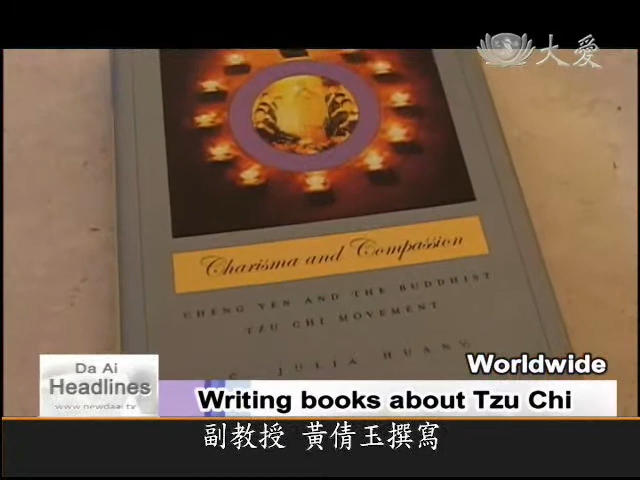 大愛
Charisma and Compassion
CHENG YEN AND THE BUDDHIST
TZU CHI MOVEMENT
C. JULIA HUANG
Worldwide
Da Ai
Headlines
www.newdaai.tv
Writing books about Tzu Chi
副教授 黃倩玉撰寫